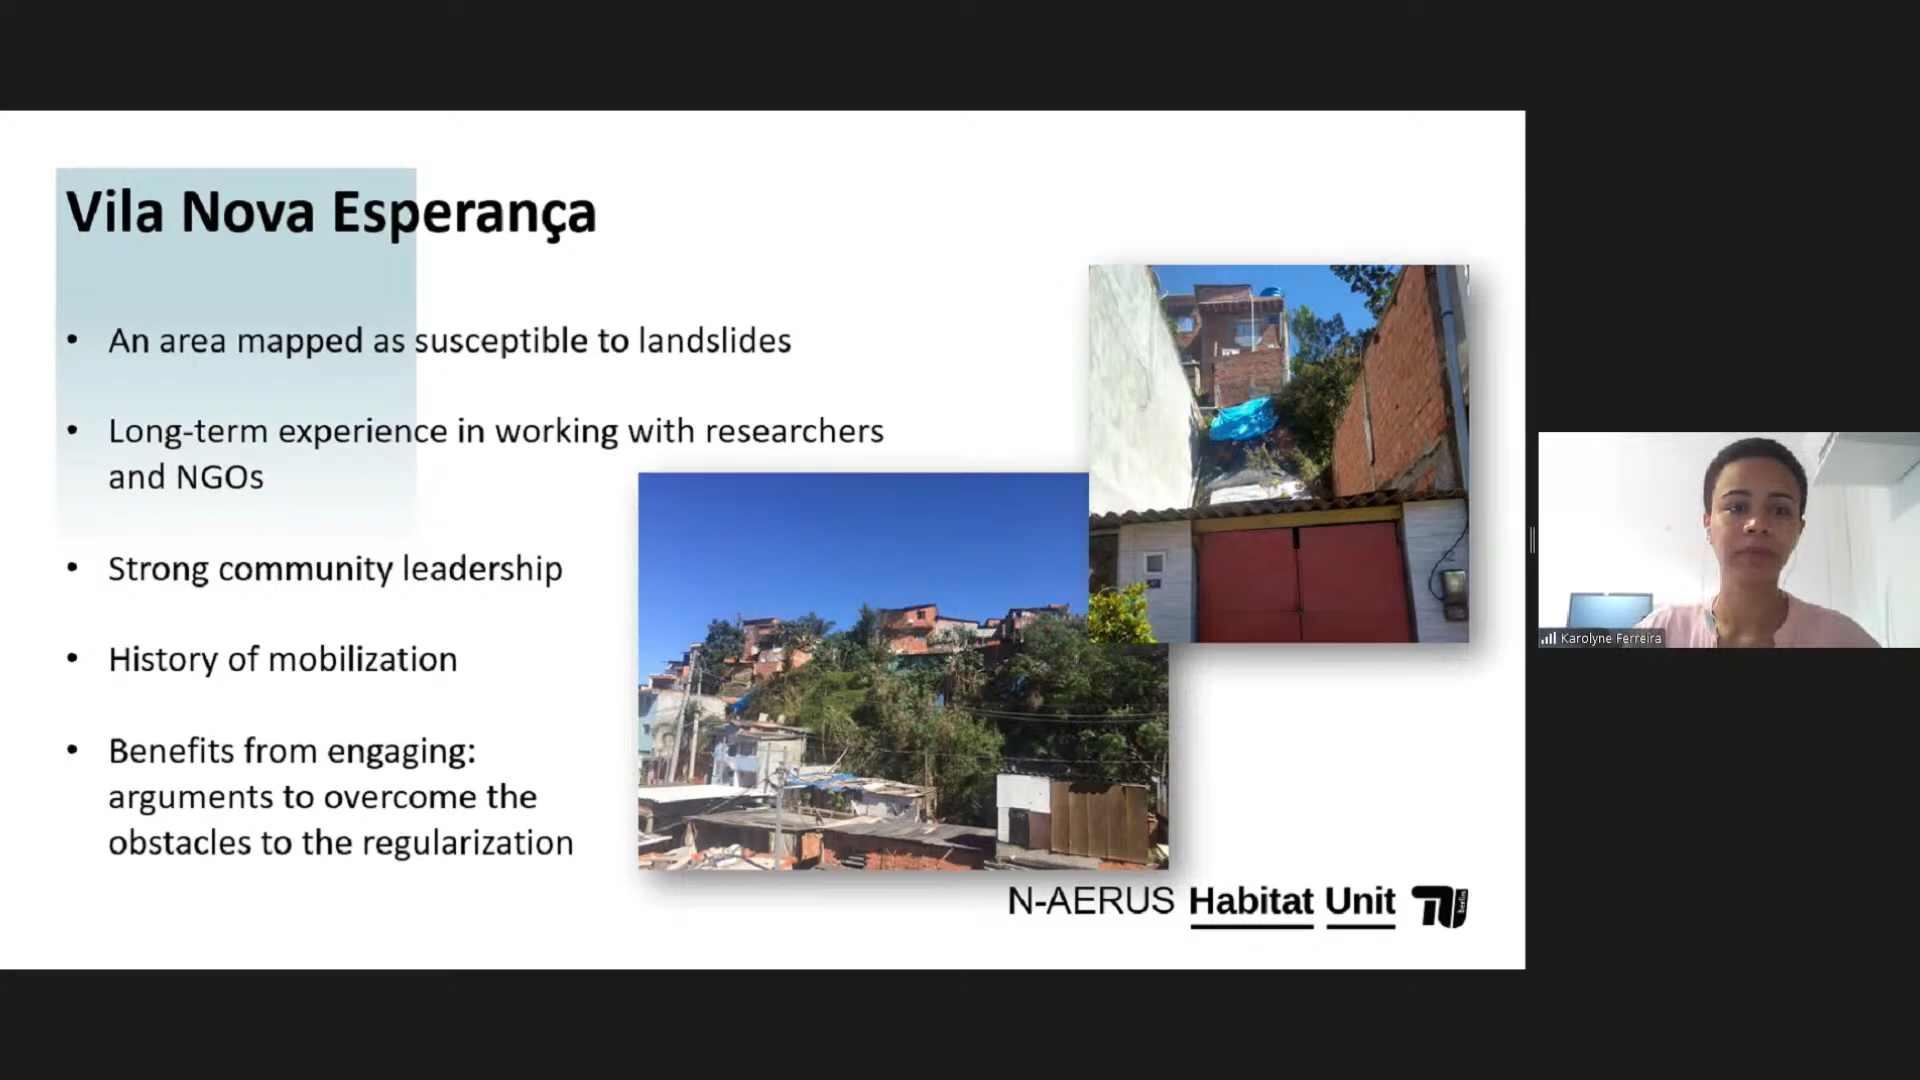 Vila Nova Esperança
• An area mapped as susceptible to landslides
• Long-term experience in working with researchers
and NGOs
• Strong community leadership
• History of mobilization
• Benefits from engaging:
arguments to overcome the
obstacles to the regularization
N-AERUS Habitat Unit
berlin
Karolyne Ferreira